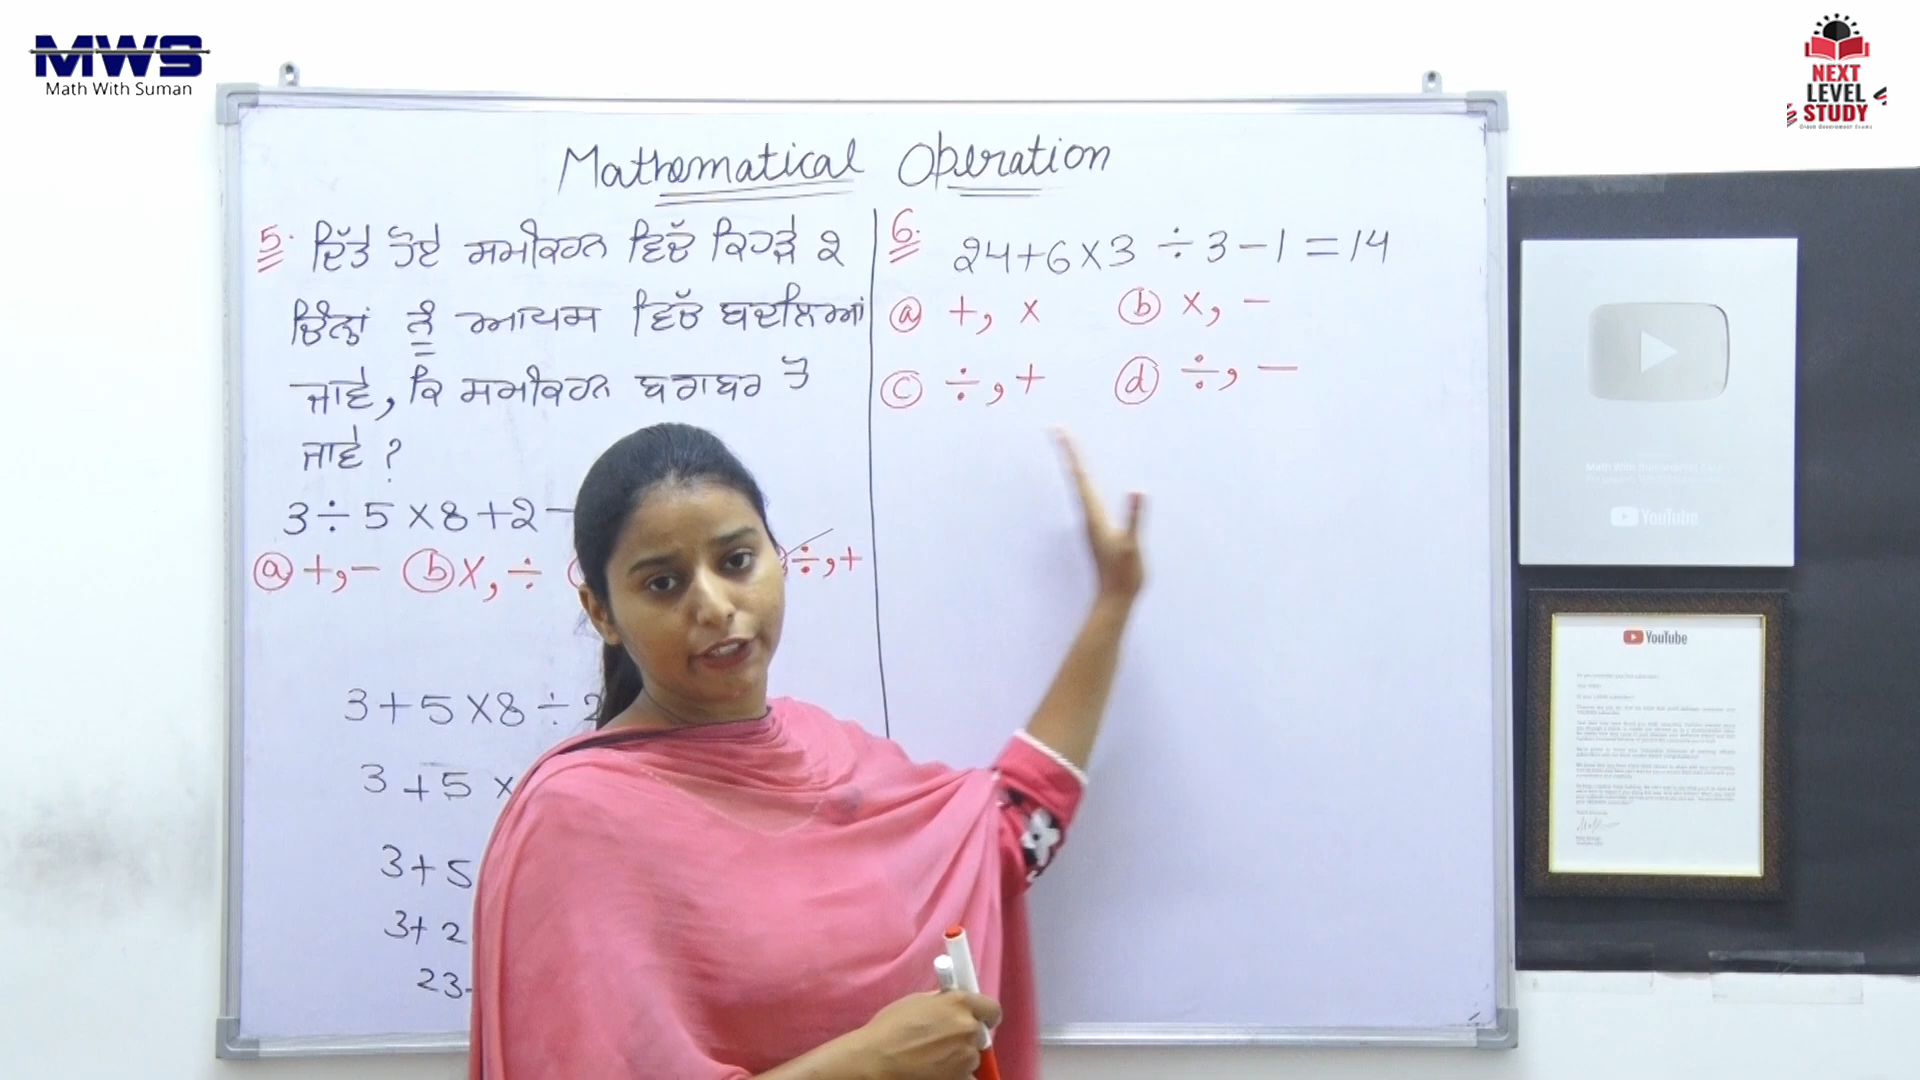 MWS
Math With Suman
NEXT
LEVEL
STUDY
Mathematical Operation
5. ਦਿੱਤੇ ਹੋਏ ਸਮੀਕਰਨ ਵਿੱਚੋਂ ਕਿਹੜੇ 2
ਚਿੰਨ੍ਹਾਂ ਨੂੰ ਆਪਸ ਵਿੱਚ ਬਦਲਿਆਂ
ਜਾਵੇ, ਕਿ ਸਮੀਕਰਨ ਬਰਾਬਰ ਹੋ
ਜਾਵੇ ?
3 ÷ 5 × 8 + 2 -
ⓐ +, - ⓑ ×, ÷ ÷, +
3 + 5 × 8 ÷ 2
3 + 5 ×
3 + 5
3 + 2
23 -
6. 24 + 6 × 3 ÷ 3 - 1 = 14
ⓐ +, × ⓑ ×, -
ⓒ ÷, + ⓓ ÷, -
YouTube
YouTube